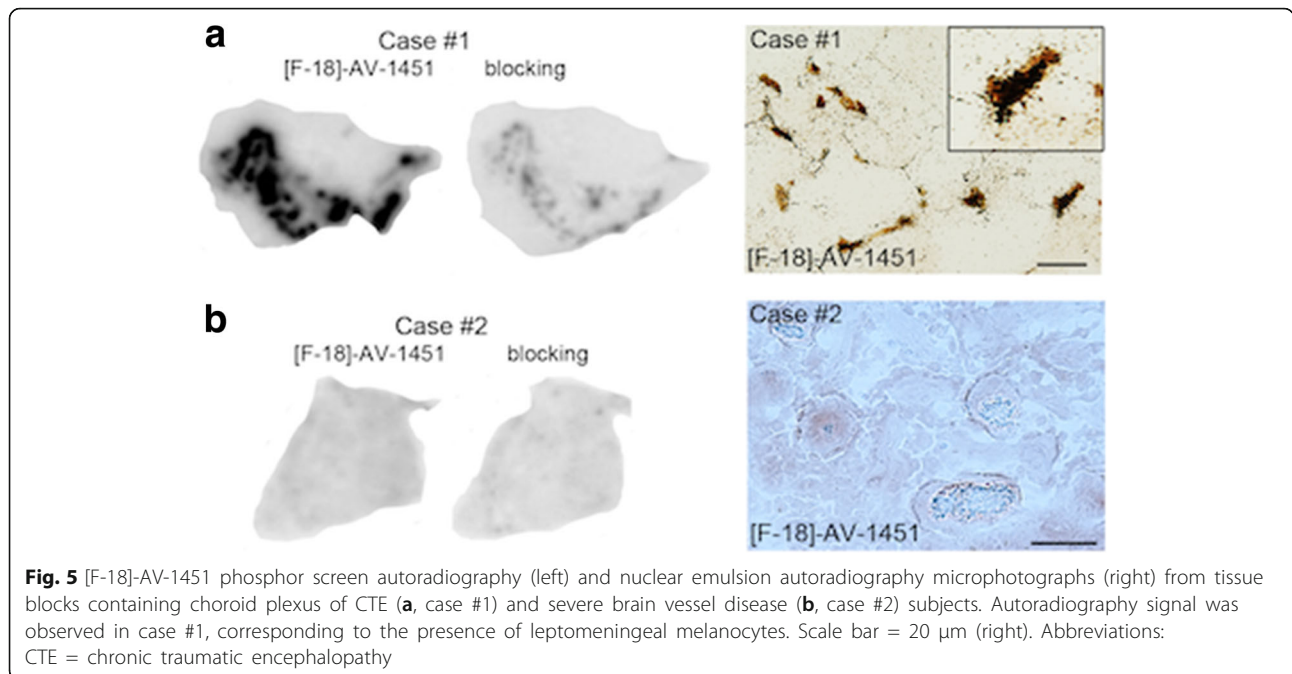 a
Case #1
[F-18]-AV-1451 blocking
Case #1
[F-18]-AV-1451
b
Case #2
[F-18]-AV-1451 blocking
Case #2
[F-18]-AV-1451
Fig. 5 [F-18]-AV-1451 phosphor screen autoradiography (left) and nuclear emulsion autoradiography microphotographs (right) from tissue
blocks containing choroid plexus of CTE (a, case #1) and severe brain vessel disease (b, case #2) subjects. Autoradiography signal was
observed in case #1, corresponding to the presence of leptomeningeal melanocytes. Scale bar = 20 μm (right). Abbreviations:
CTE = chronic traumatic encephalopathy